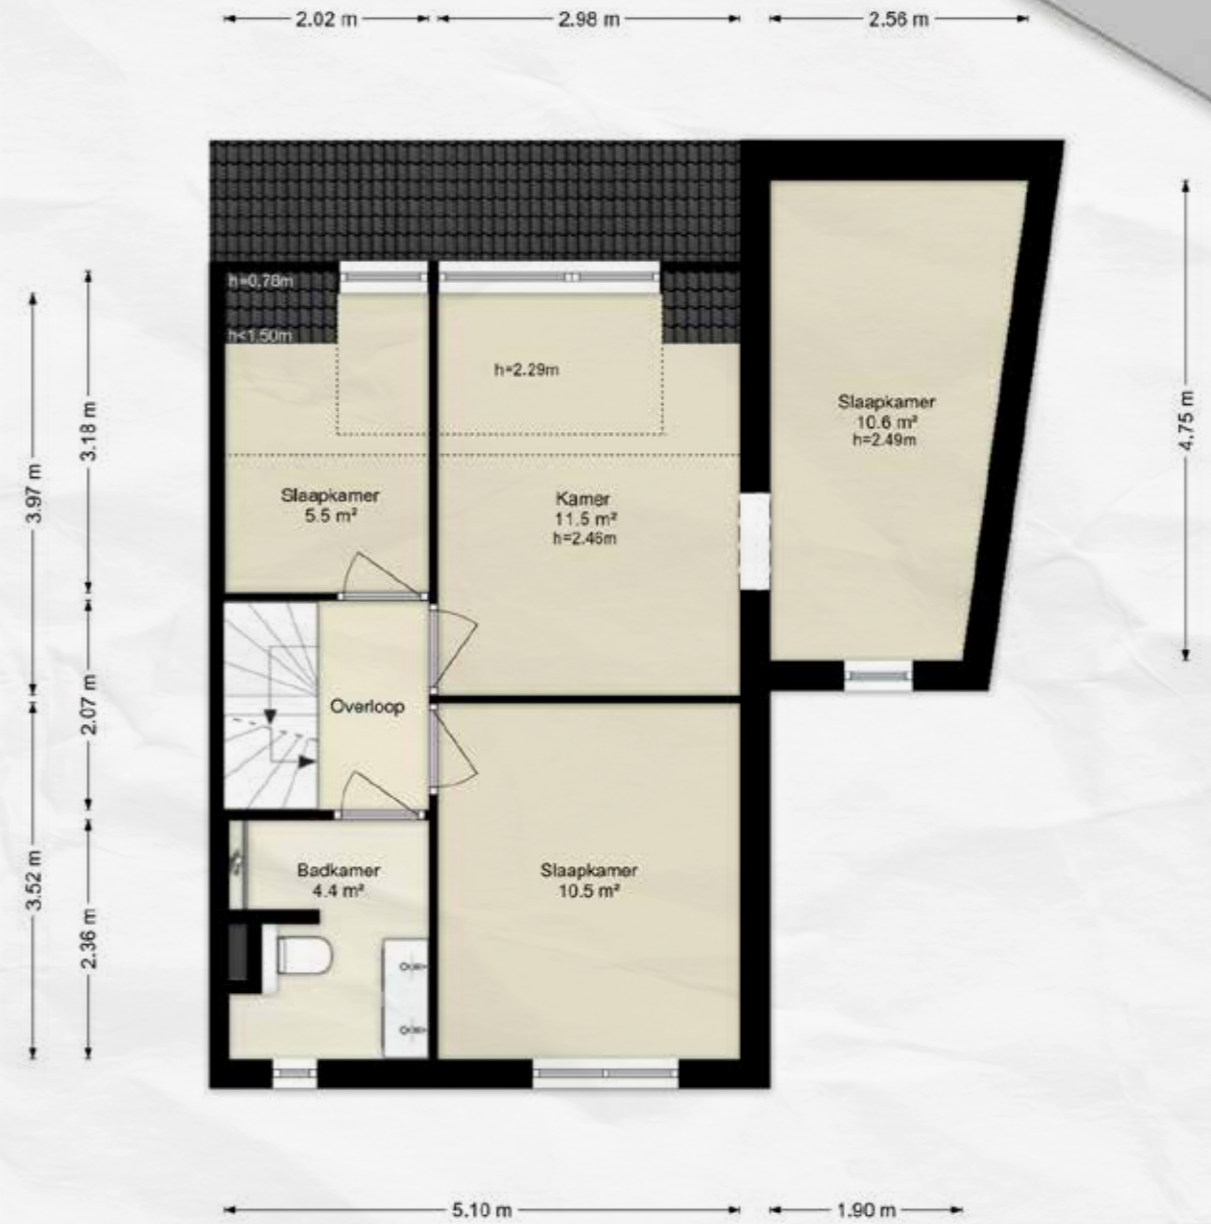 2.02 m
2.98 m
2.56 m
h=0.78m
h<1.50m
h=2.29m
3.18 m
3.97 m
4.75 m
Slaapkamer
10.6 m²
h=2.49m
Slaapkamer
5.5 m²
Kamer
11.5 m²
h=2.46m
2.07 m
Overloop
3.52 m
2.36 m
Badkamer
4.4 m²
Slaapkamer
10.5 m²
5.10 m
1.90 m